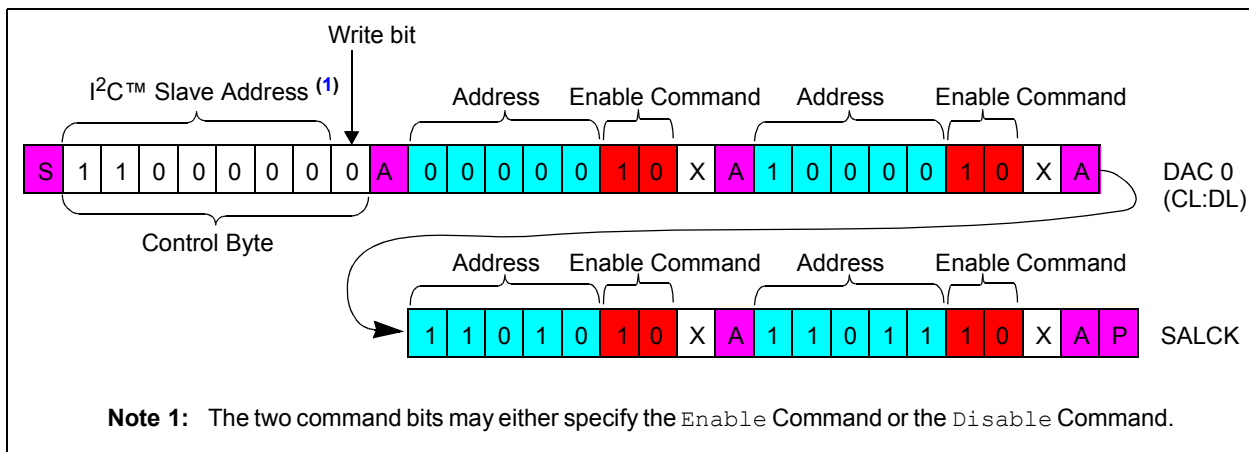 Write bit
I²C™ Slave Address (1)
Address Enable Command Address Enable Command
S 1 1 0 0 0 0 0 0 A 0 0 0 0 0 1 0 X A 1 0 0 0 0 1 0 X A DAC 0
(CL:DL)
Control Byte
Address Enable Command Address Enable Command
1 1 0 1 0 1 0 X A 1 1 0 1 1 1 0 X A P SALCK
Note 1: The two command bits may either specify the Enable Command or the Disable Command.